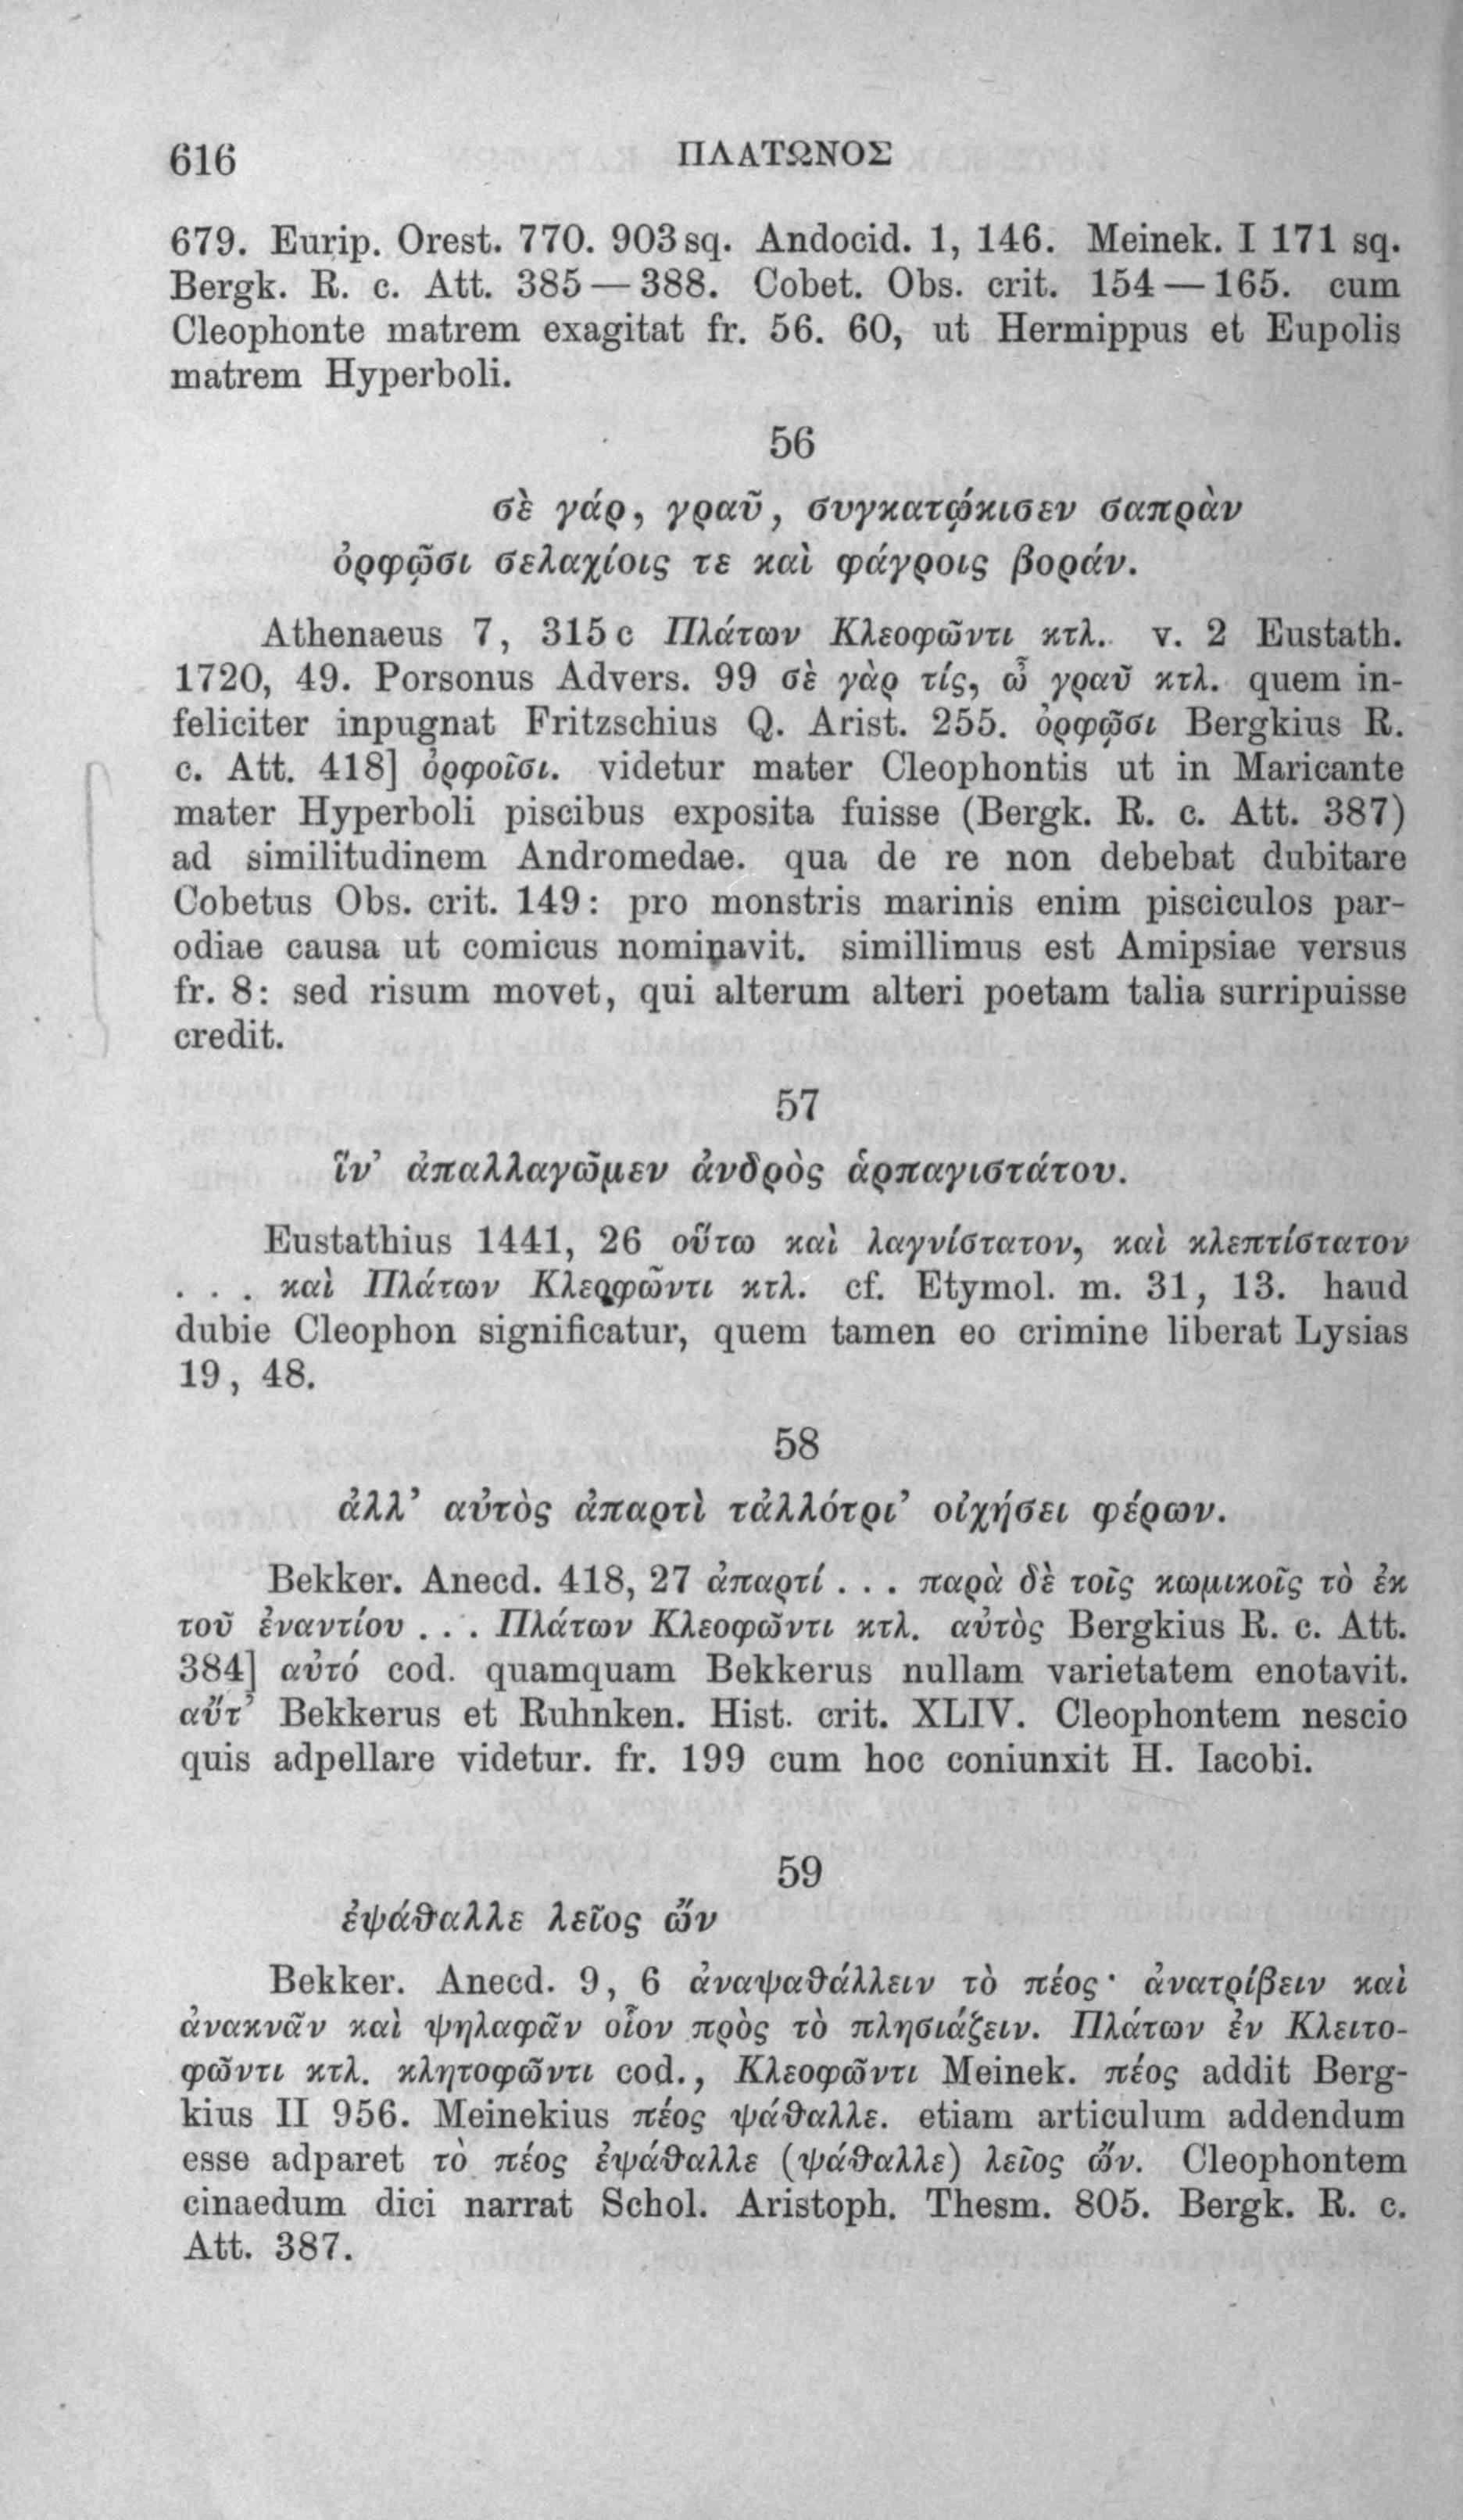 616 ΠΛΑΤΩΝΟΣ
679. Eurip. Orest. 770. 903 sq. Andocid. 1, 146. Meinek. I 171 sq.
Bergk. R. c. Att. 385 — 388. Cobet. Obs. crit. 154 — 165. cum
Cleophonte matrem exagitat fr. 56. 60, ut Hermippus et Eupolis
matrem Hyperboli.
56
σὲ γάρ, γραῦ, συγκατῴκισεν σαπρὰν
ὀρφῷσι σελαχίοις τε καὶ φάγροις βοράν.
Athenaeus 7, 315 c Πλάτων Κλεοφῶντι κτλ. v. 2 Eustath.
1720, 49. Porsonus Advers. 99 σὲ γὰρ τίς, ὦ γραῦ κτλ. quem in-
feliciter inpugnat Fritzschius Q. Arist. 255. ὀρφῷσι Bergkius R.
c. Att. 418] ὀρφοῖσι. videtur mater Cleophontis ut in Maricante
mater Hyperboli piscibus exposita fuisse (Bergk. R. c. Att. 387)
ad similitudinem Andromedae. qua de re non debebat dubitare
Cobetus Obs. crit. 149: pro monstris marinis enim pisciculos par-
odiae causa ut comicus nominavit. simillimus est Amipsiae versus
fr. 8: sed risum movet, qui alterum alteri poetam talia surripuisse
credit.
57
ἵν’ ἀπαλλαγῶμεν ἀνδρὸς ἁρπαγιστάτου.
Eustathius 1441, 26 οὕτω καὶ λαγνίστατον, καὶ κλεπτίστατον
. . . καὶ Πλάτων Κλεοφῶντι κτλ. cf. Etymol. m. 31, 13. haud
dubie Cleophon significatur, quem tamen eo crimine liberat Lysias
19, 48.
58
ἀλλ’ αὐτὸς ἀπαρτὶ τἀλλότρι’ οἰχήσει φέρων.
Bekker. Anecd. 418, 27 ἀπαρτί . . . παρὰ δὲ τοῖς κωμικοῖς τὸ ἐκ
τοῦ ἐναντίου . . . Πλάτων Κλεοφῶντι κτλ. αὐτὸς Bergkius R. c. Att.
384] αὐτό cod. quamquam Bekkerus nullam varietatem enotavit.
αὔτ’ Bekkerus et Ruhnken. Hist. crit. XLIV. Cleophontem nescio
quis adpellare videtur. fr. 199 cum hoc coniunxit H. Iacobi.
59
ἐψάθαλλε λεῖος ὤν
Bekker. Anecd. 9, 6 ἀναψαθάλλειν τὸ πέος· ἀνατρίβειν καὶ
ἀνακνᾶν καὶ ψηλαφᾶν οἷον πρὸς τὸ πλησιάζειν. Πλάτων ἐν Κλειτο-
φῶντι κτλ. κλητοφῶντι cod., Κλεοφῶντι Meinek. πέος addit Berg-
kius II 956. Meinekius πέος ψάθαλλε. etiam articulum addendum
esse adparet τὸ πέος ἐψάθαλλε (ψάθαλλε) λεῖος ὤν. Cleophontem
cinaedum dici narrat Schol. Aristoph. Thesm. 805. Bergk. R. c.
Att. 387.